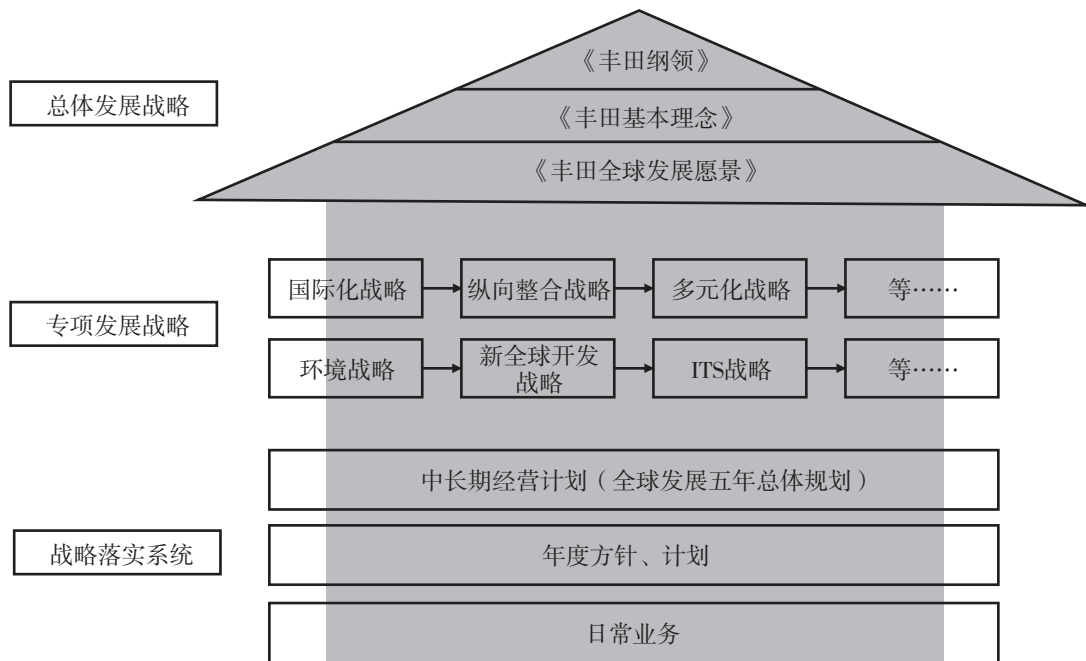 《丰田纲领》
总体发展战略
《丰田基本理念》
《丰田全球发展愿景》
国际化战略
纵向整合战略
多元化战略
等……
专项发展战略
环境战略
新全球开发
战略
ITS战略
等……
中长期经营计划（全球发展五年总体规划）
战略落实系统
年度方针、计划
日常业务